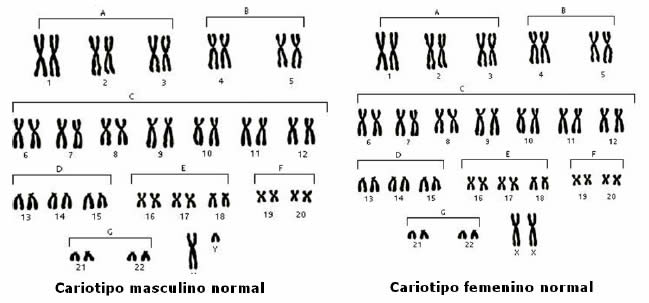 A B
1 2 3 4 5
C
6 7 8 9 10 11 12
D E F
13 14 15 16 17 18 19 20
G
21 22 Y
Cariotipo masculino normal
A B
1 2 3 4 5
C
6 7 8 9 10 11 12
D E F
13 14 15 16 17 18 19 20
G
21 22 X X
Cariotipo femenino normal